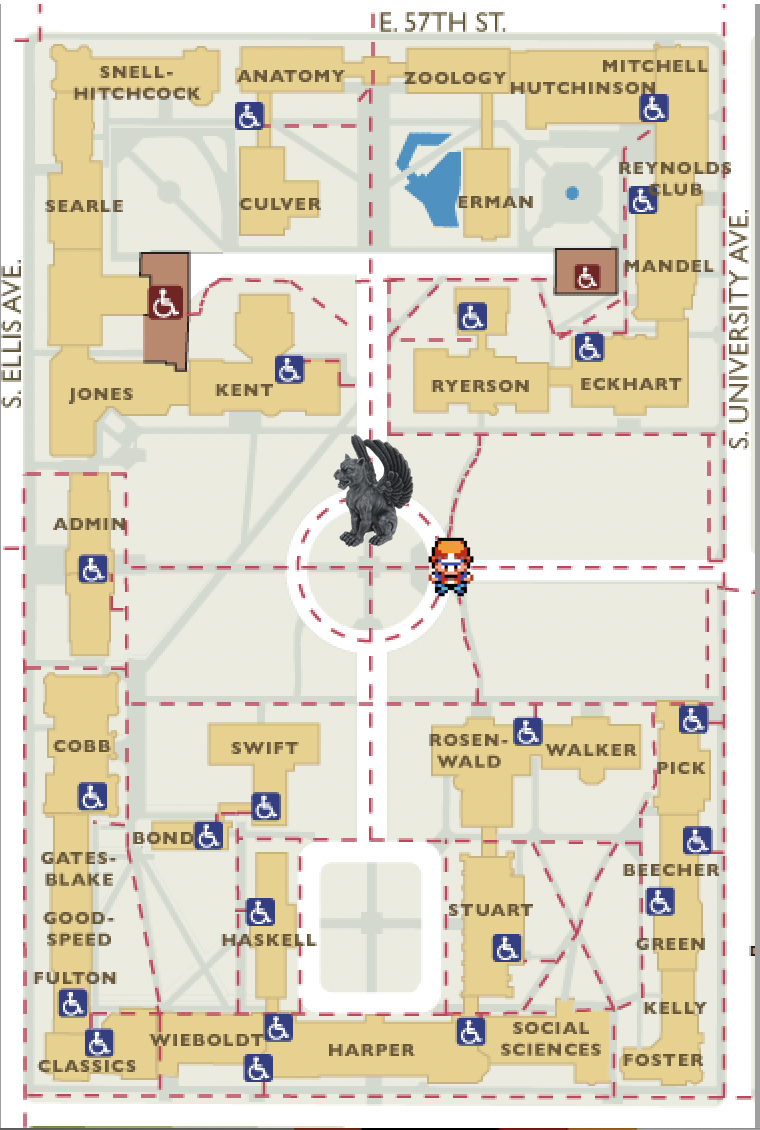 E. 57TH ST.
SNELL-
HITCHCOCK
ANATOMY
ZOOLOGY
MITCHELL
HUTCHINSON
REYNOLDS
CLUB
SEARLE
CULVER
ERMAN
MANDEL
S. ELLIS AVE.
S. UNIVERSITY AVE.
JONES
KENT
RYERSON
ECKHART
ADMIN
COBB
SWIFT
ROSEN-
WALD
WALKER
PICK
BOND
GATES-
BLAKE
BEECHER
GOOD-
SPEED
HASKELL
STUART
GREEN
FULTON
KELLY
WIEBOLDT
HARPER
SOCIAL
SCIENCES
CLASSICS
FOSTER